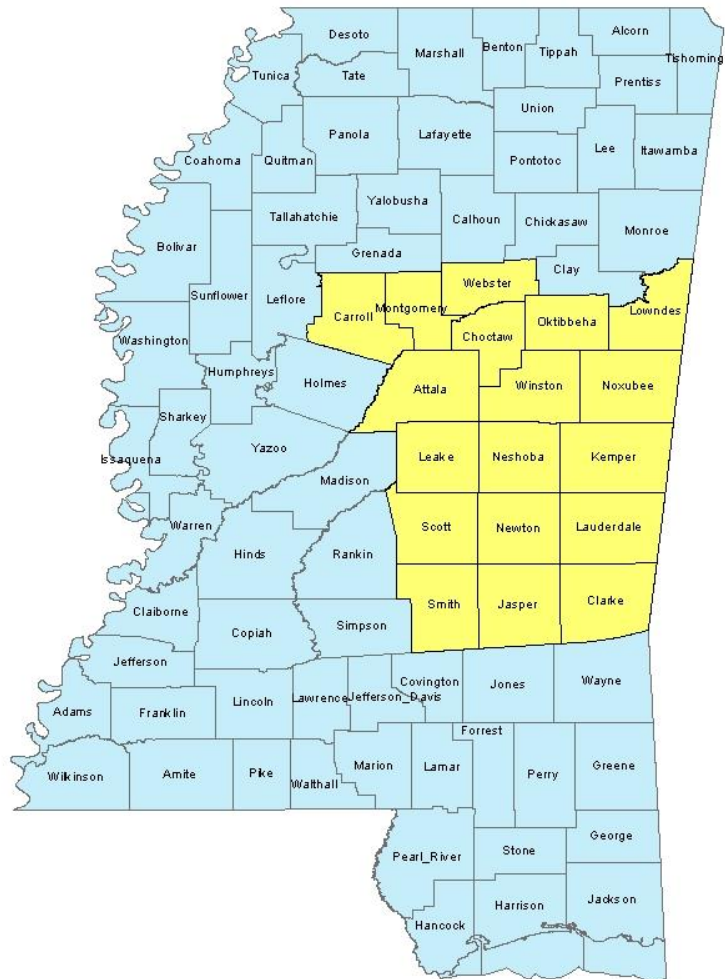 Desoto
Marshall
Benton
Tippah
Alcorn
Tishoming
Tunica
Tate
Prentiss
Union
Panola
Lafayette
Coahoma
Quitman
Pontotoc
Lee
Itawamba
Yalobusha
Tallahatchie
Calhoun
Chickasaw
Monroe
Bolivar
Grenada
Clay
Sunflower
Leflore
Webster
Carroll
Montgomery
Lowndes
Oktibbeha
Choctaw
Washington
Humphreys
Holmes
Attala
Winston
Noxubee
Sharkey
Yazoo
Issaquena
Leake
Neshoba
Kemper
Madison
Warren
Scott
Newton
Lauderdale
Hinds
Rankin
Claiborne
Smith
Jasper
Clarke
Copiah
Simpson
Jefferson
Covington
Jones
Wayne
Lincoln
Lawrence
Jefferson_Davis
Adams
Franklin
Forrest
Wilkinson
Amite
Pike
Walthall
Marion
Lamar
Perry
Greene
George
Pearl_River
Stone
Jackson
Harrison
Hancock